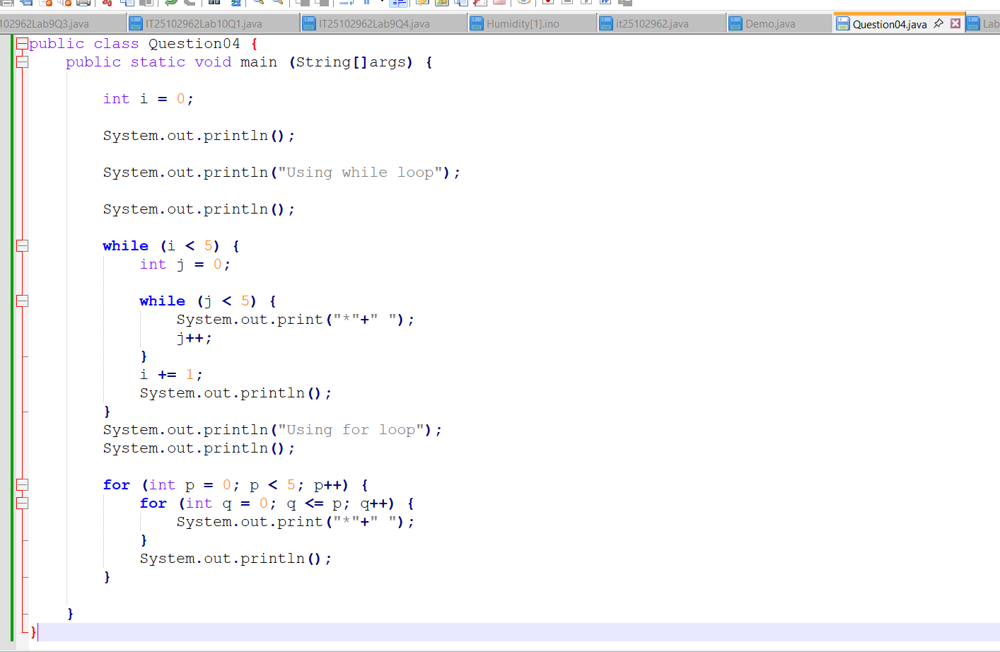 102962Lab9Q3.java IT25102962Lab10Q1.java IT25102962Lab9Q4.java Humidity[1].ino it25102962.java Demo.java Question04.java Lab
public class Question04 {
    public static void main (String[]args) {
        int i = 0;
        System.out.println();
        System.out.println("Using while loop");
        System.out.println();
        while (i < 5) {
            int j = 0;
            while (j < 5) {
                System.out.print("*"+" ");
                j++;
            }
            i += 1;
            System.out.println();
        }
        System.out.println("Using for loop");
        System.out.println();
        for (int p = 0; p < 5; p++) {
            for (int q = 0; q <= p; q++) {
                System.out.print("*"+" ");
            }
            System.out.println();
        }
    }
}